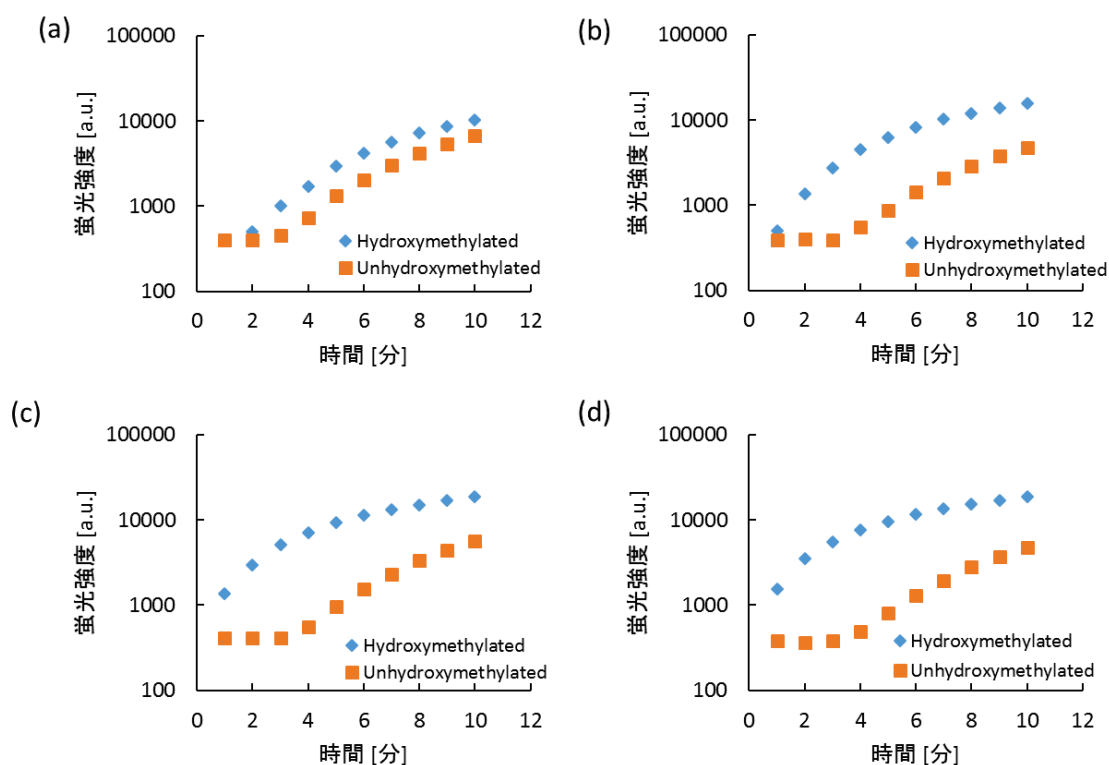 (a)
100000
10000
1000
100
蛍光強度 [a.u.]
Hydroxymethylated
Unhydroxymethylated
0 2 4 6 8 10 12
時間 [分]
(b)
100000
10000
1000
100
蛍光強度 [a.u.]
Hydroxymethylated
Unhydroxymethylated
0 2 4 6 8 10 12
時間 [分]
(c)
100000
10000
1000
100
蛍光強度 [a.u.]
Hydroxymethylated
Unhydroxymethylated
0 2 4 6 8 10 12
時間 [分]
(d)
100000
10000
1000
100
蛍光強度 [a.u.]
Hydroxymethylated
Unhydroxymethylated
0 2 4 6 8 10 12
時間 [分]